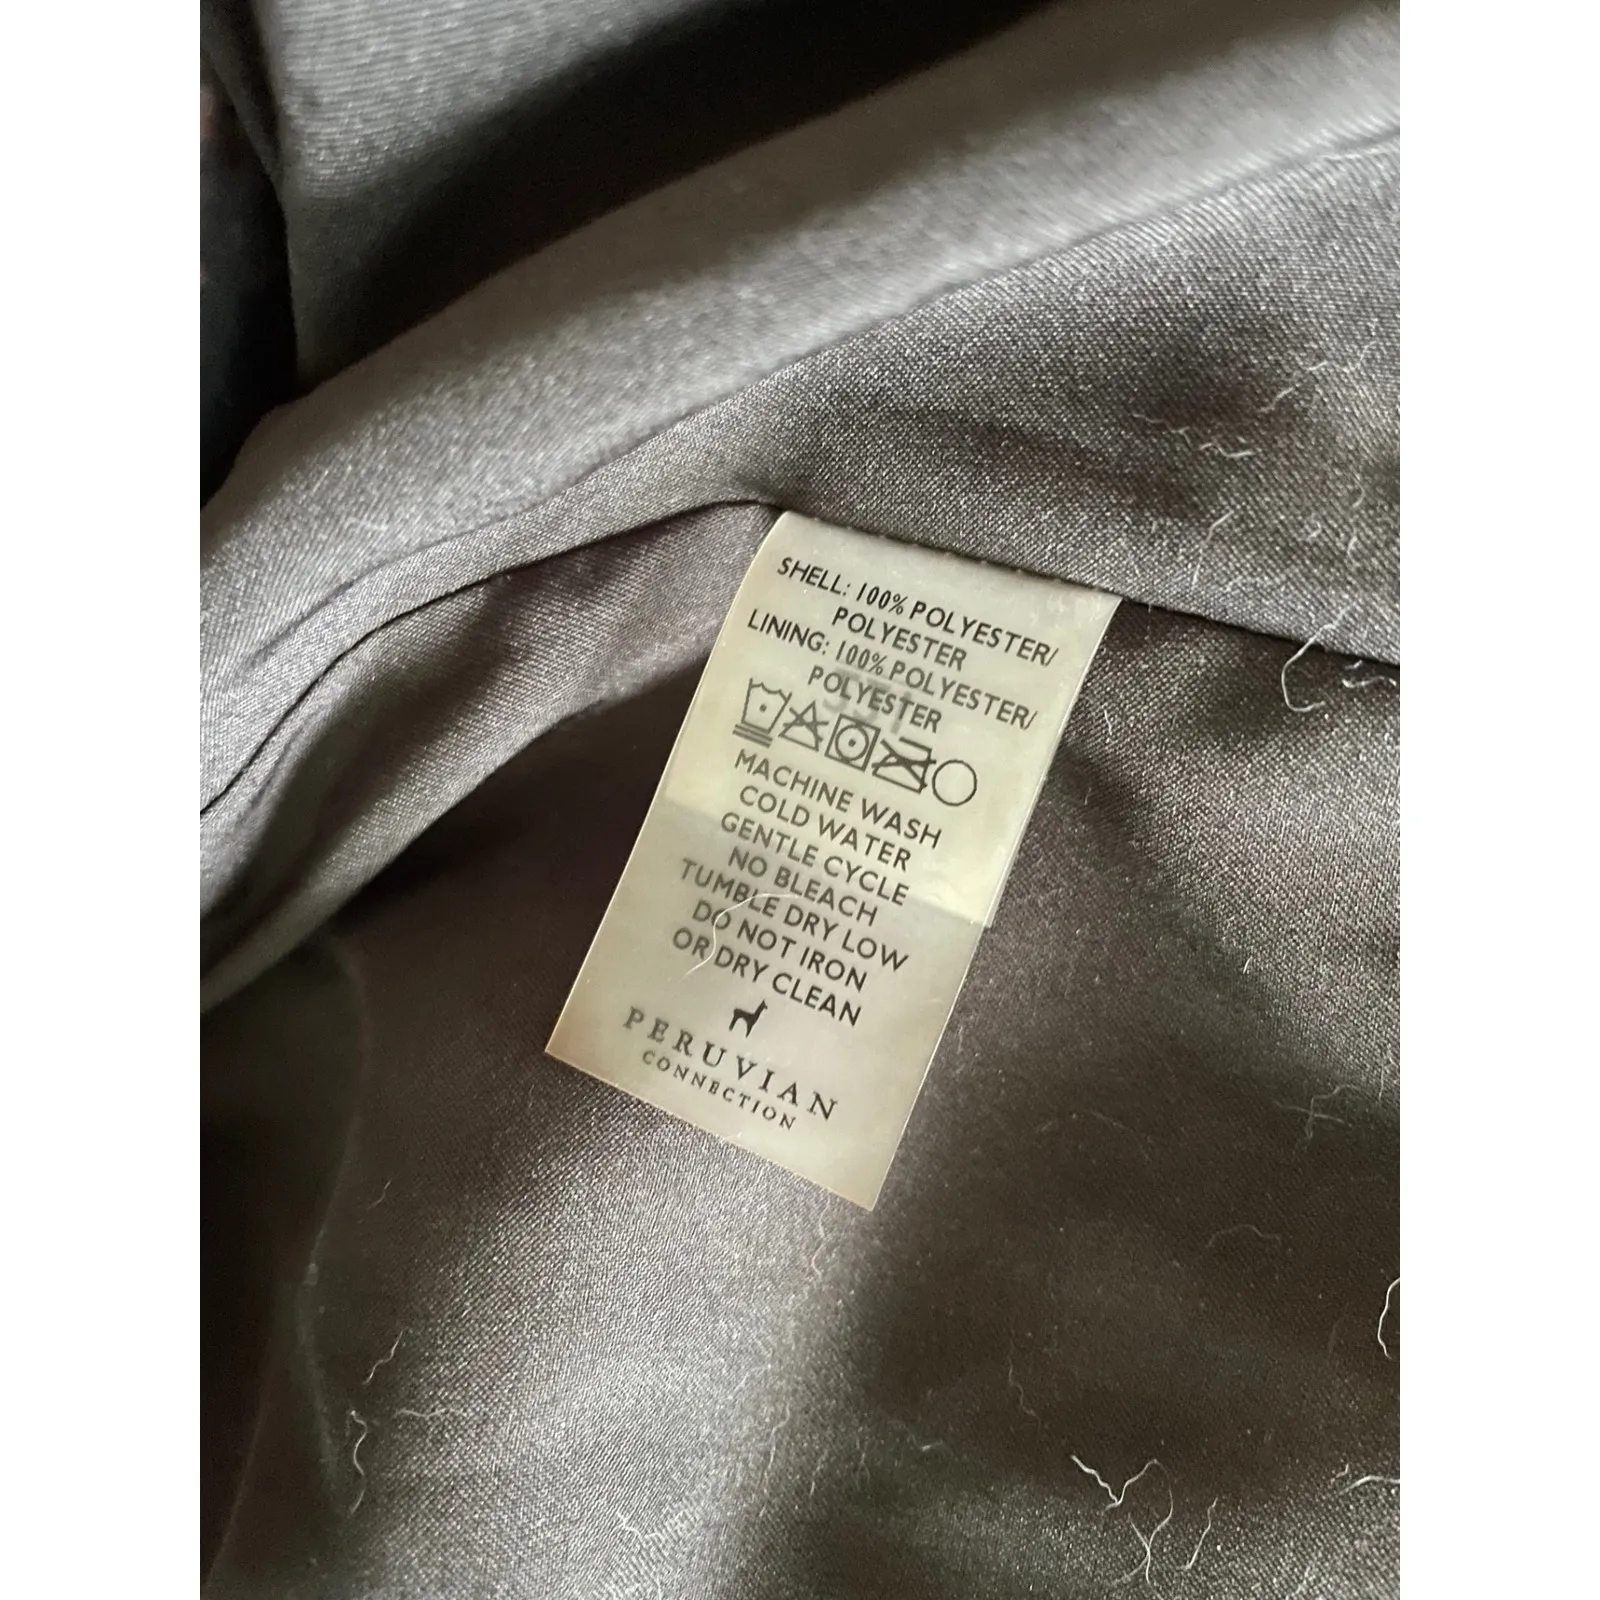 SHELL: 100% POLYESTER/
POLYESTER
LINING: 100% POLYESTER/
POLYESTER
MACHINE WASH
COLD WATER
GENTLE CYCLE
NO BLEACH
TUMBLE DRY LOW
DO NOT IRON
OR DRY CLEAN
PERUVIAN
CONNECTION